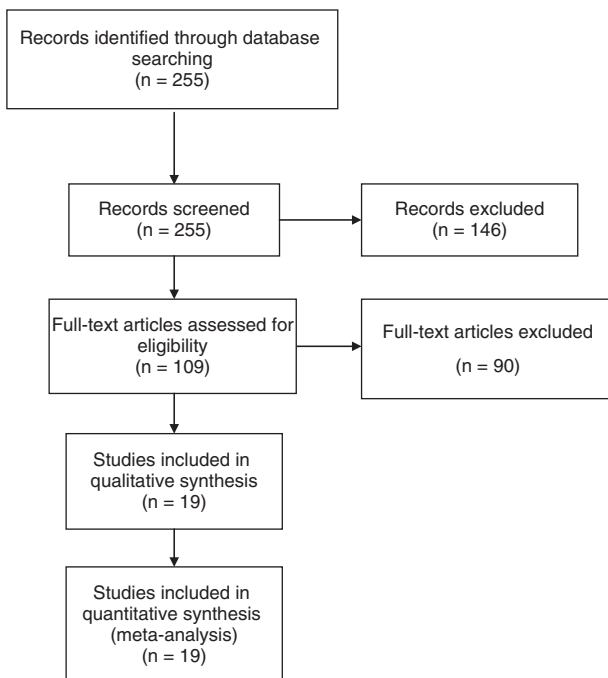 Records identified through database
searching
(n = 255)
Records screened
(n = 255)
Records excluded
(n = 146)
Full-text articles assessed for
eligibility
(n = 109)
Full-text articles excluded
(n = 90)
Studies included in
qualitative synthesis
(n = 19)
Studies included in
quantitative synthesis
(meta-analysis)
(n = 19)